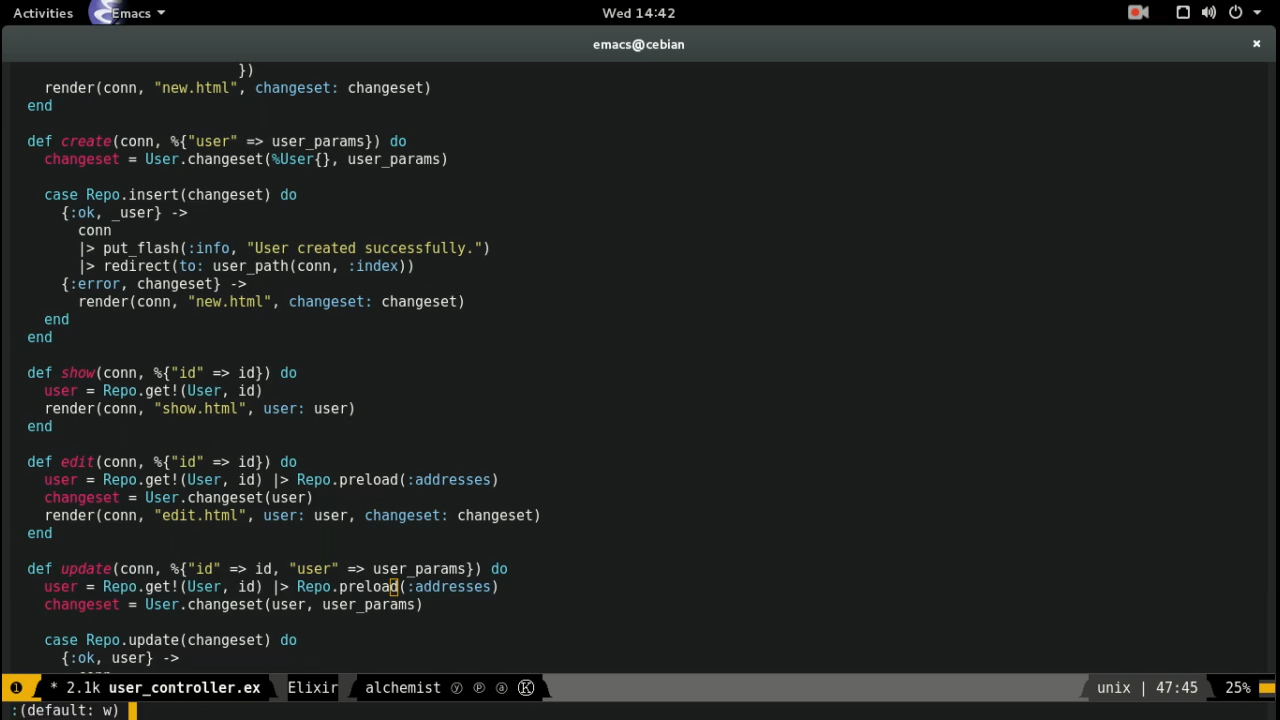 Activities Emacs Wed 14:42
emacs@cebian ×
})
render(conn, "new.html", changeset: changeset)
end
def create(conn, %{"user" => user_params}) do
changeset = User.changeset(%User{}, user_params)
case Repo.insert(changeset) do
{:ok, _user} ->
conn
|> put_flash(:info, "User created successfully.")
|> redirect(to: user_path(conn, :index))
{:error, changeset} ->
render(conn, "new.html", changeset: changeset)
end
end
def show(conn, %{"id" => id}) do
user = Repo.get!(User, id)
render(conn, "show.html", user: user)
end
def edit(conn, %{"id" => id}) do
user = Repo.get!(User, id) |> Repo.preload(:addresses)
changeset = User.changeset(user)
render(conn, "edit.html", user: user, changeset: changeset)
end
def update(conn, %{"id" => id, "user" => user_params}) do
user = Repo.get!(User, id) |> Repo.preload(:addresses)
changeset = User.changeset(user, user_params)
case Repo.update(changeset) do
{:ok, user} ->
conn
❶ * 2.1k user_controller.ex Elixir alchemist ⓨ ⓟ ⓐ Ⓚ unix | 47:45 25%
:(default: w)